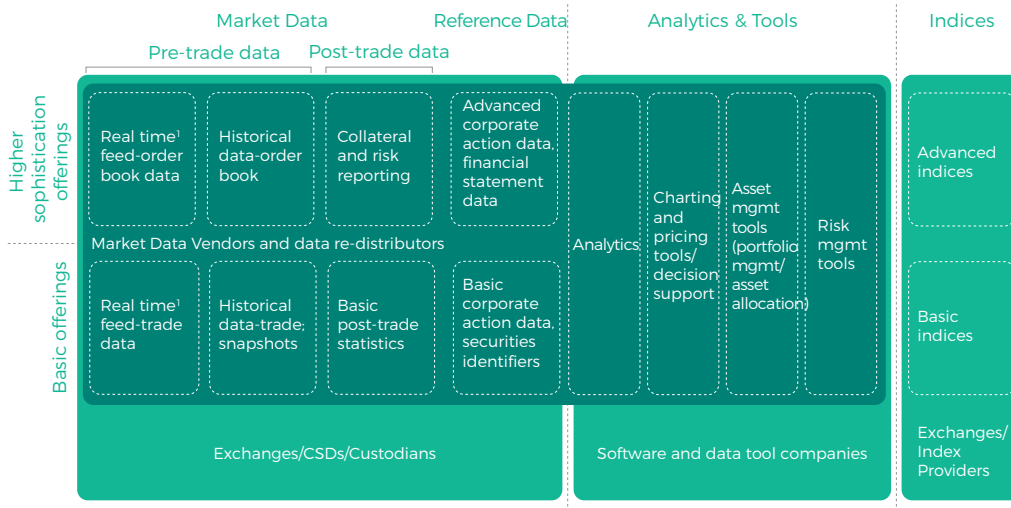 Market Data
Reference Data
Analytics & Tools
Indices
Pre-trade data
Post-trade data
Higher
sophistication
offerings
Real time¹
feed-order
book data
Historical
data-order
book
Collateral
and risk
reporting
Advanced
corporate
action data,
financial
statement
data
Analytics
Charting
and
pricing
tools/
decision
support
Asset
mgmt
tools
(portfolio
mgmt/
asset
allocation)
Risk
mgmt
tools
Advanced
indices
Market Data Vendors and data re-distributors
Basic offerings
Real time¹
feed-trade
data
Historical
data-trade;
snapshots
Basic
post-trade
statistics
Basic
corporate
action data,
securities
identifiers
Basic
indices
Exchanges/CSDs/Custodians
Software and data tool companies
Exchanges/
Index
Providers